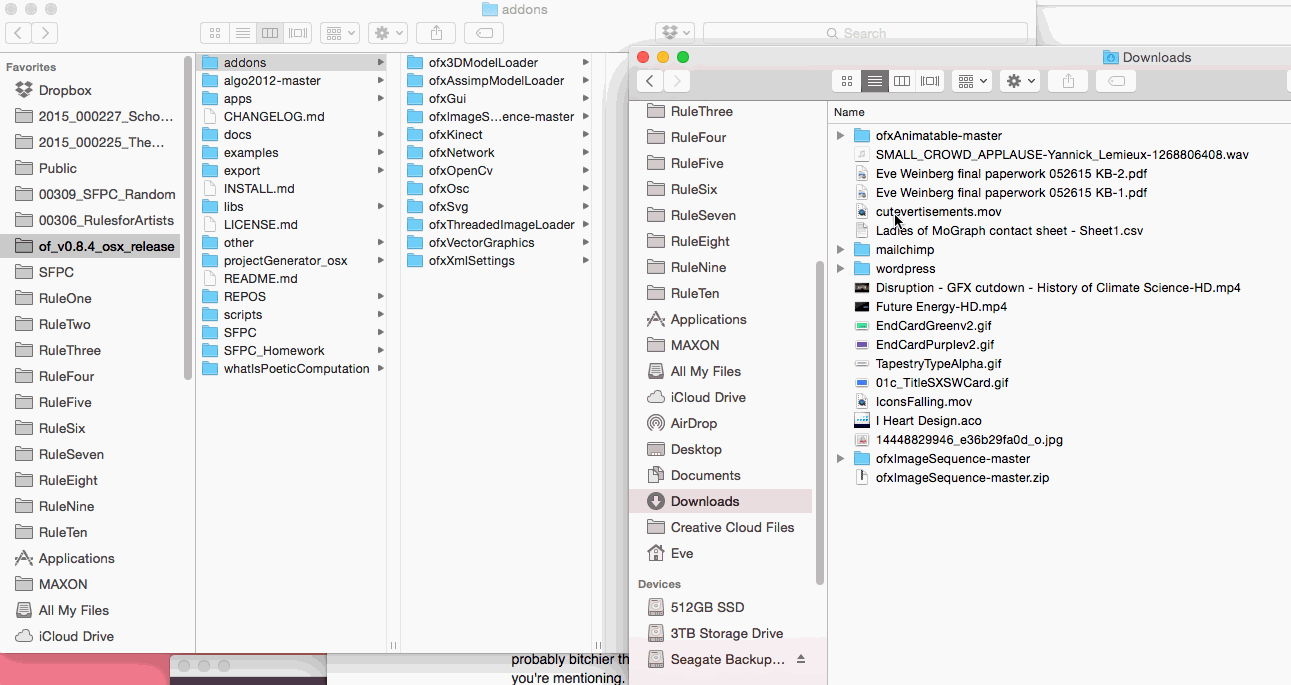 addons
Search
Favorites
Dropbox
2015_000227_Scho...
2015_000225_The...
Public
00309_SFPC_Random
00306_RulesforArtists
of_v0.8.4_osx_release
SFPC
RuleOne
RuleTwo
RuleThree
RuleFour
RuleFive
RuleSix
RuleSeven
RuleEight
RuleNine
RuleTen
Applications
MAXON
All My Files
iCloud Drive
addons
algo2012-master
apps
CHANGELOG.md
docs
examples
export
INSTALL.md
libs
LICENSE.md
other
projectGenerator_osx
README.md
REPOS
scripts
SFPC
SFPC_Homework
whatIsPoeticComputation
ofx3DModelLoader
ofxAssimpModelLoader
ofxGui
ofxImageS...ence-master
ofxKinect
ofxNetwork
ofxOpenCv
ofxOsc
ofxSvg
ofxThreadedImageLoader
ofxVectorGraphics
ofxXmlSettings
probably bitchier th
you're mentioning.
Downloads
RuleThree
RuleFour
RuleFive
RuleSix
RuleSeven
RuleEight
RuleNine
RuleTen
Applications
MAXON
All My Files
iCloud Drive
AirDrop
Desktop
Documents
Downloads
Creative Cloud Files
Eve
Devices
512GB SSD
3TB Storage Drive
Seagate Backup...
Name
ofxAnimatable-master
SMALL_CROWD_APPLAUSE-Yannick_Lemieux-1268806408.wav
Eve Weinberg final paperwork 052615 KB-2.pdf
Eve Weinberg final paperwork 052615 KB-1.pdf
cutevertisements.mov
Ladies of MoGraph contact sheet - Sheet1.csv
mailchimp
wordpress
Disruption - GFX cutdown - History of Climate Science-HD.mp4
Future Energy-HD.mp4
EndCardGreenv2.gif
EndCardPurplev2.gif
TapestryTypeAlpha.gif
01c_TitleSXSWCard.gif
IconsFalling.mov
I Heart Design.aco
14448829946_e36b29fa0d_o.jpg
ofxImageSequence-master
ofxImageSequence-master.zip